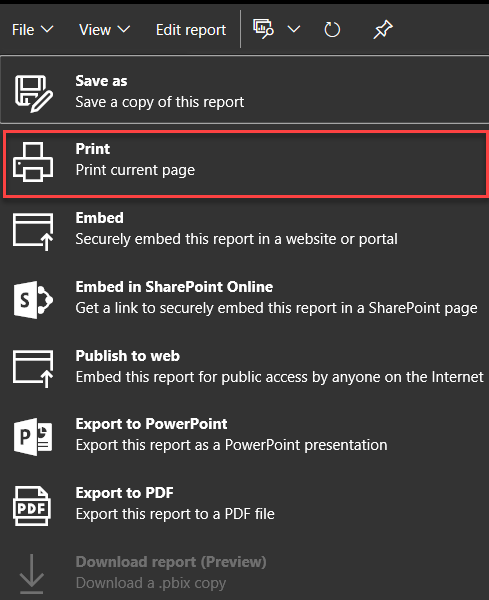 File View Edit report
Save as
Save a copy of this report
Print
Print current page
Embed
Securely embed this report in a website or portal
S
Embed in SharePoint Online
Get a link to securely embed this report in a SharePoint page
Publish to web
Embed this report for public access by anyone on the Internet
P
Export to PowerPoint
Export this report as a PowerPoint presentation
PDF
Export to PDF
Export this report to a PDF file
Download report (Preview)
Download a .pbix copy